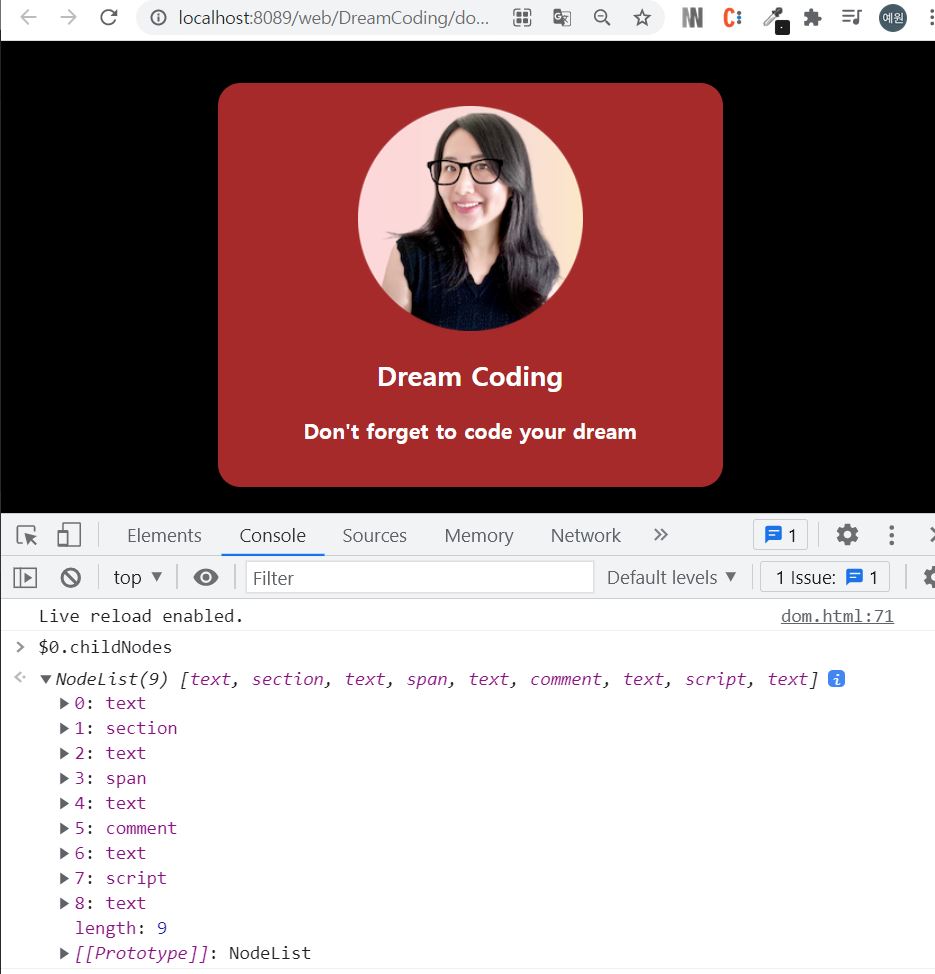 localhost:8089/web/DreamCoding/do...
예원
Dream Coding
Don't forget to code your dream
Elements Console Sources Memory Network » 1
top ▼ Filter Default levels ▼ 1 Issue: 1
Live reload enabled. dom.html:71
> $0.childNodes
NodeList(9) [text, section, text, span, text, comment, text, script, text] i
0: text
1: section
2: text
3: span
4: text
5: comment
6: text
7: script
8: text
length: 9
[[Prototype]]: NodeList